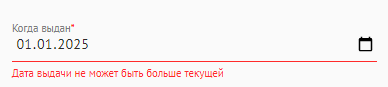 Когда выдан*
01.01.2025
Дата выдачи не может быть больше текущей